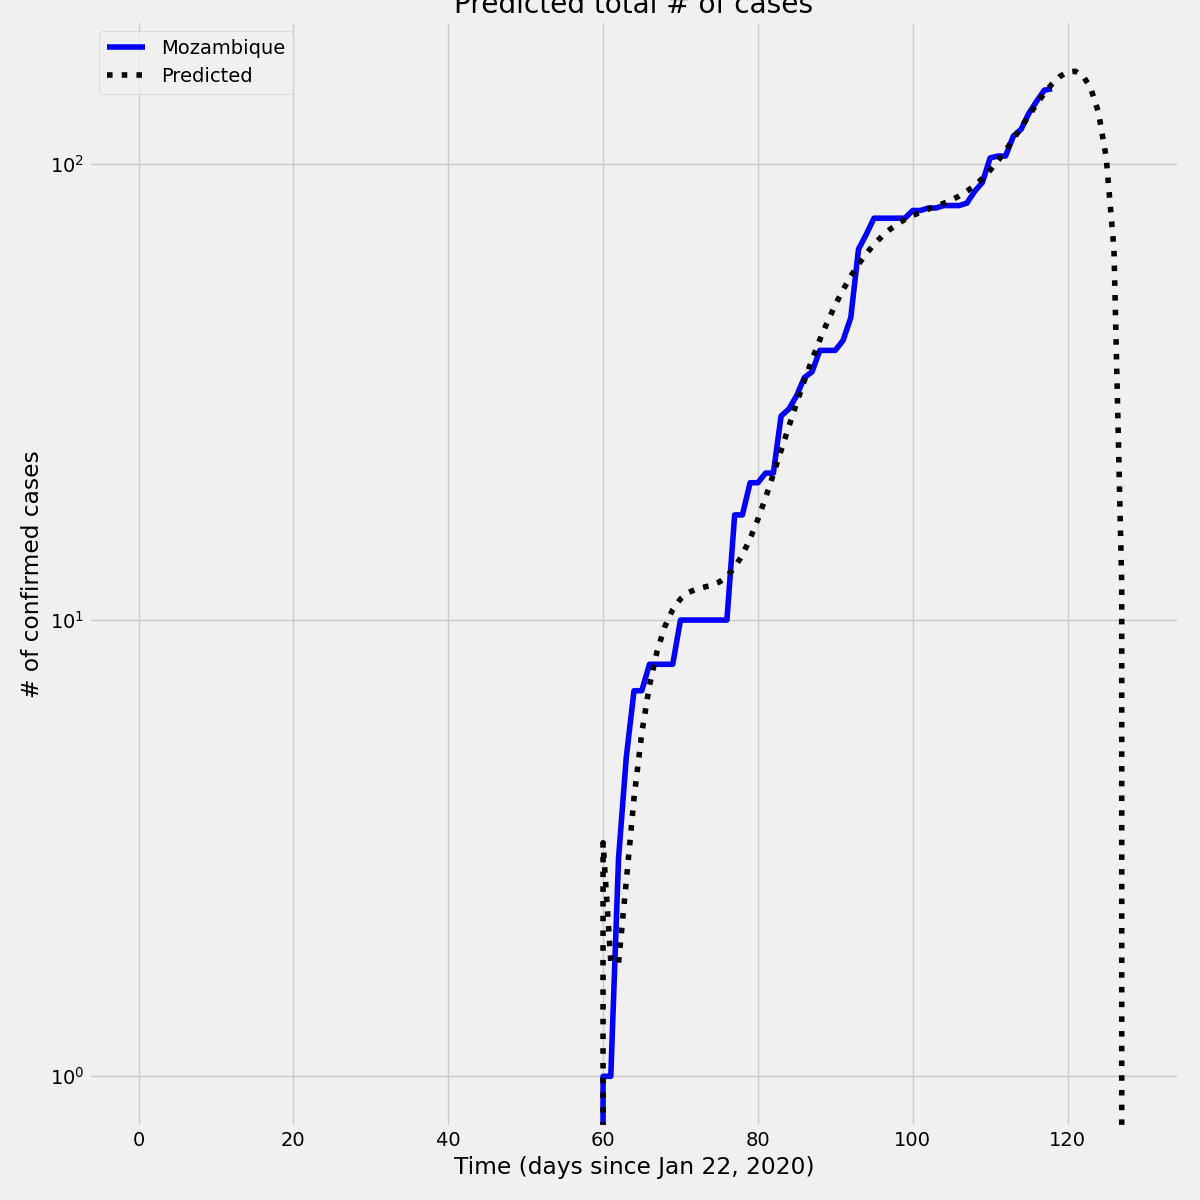 Predicted total # of cases
Mozambique
Predicted
10²
10¹
10⁰
# of confirmed cases
0 20 40 60 80 100 120
Time (days since Jan 22, 2020)